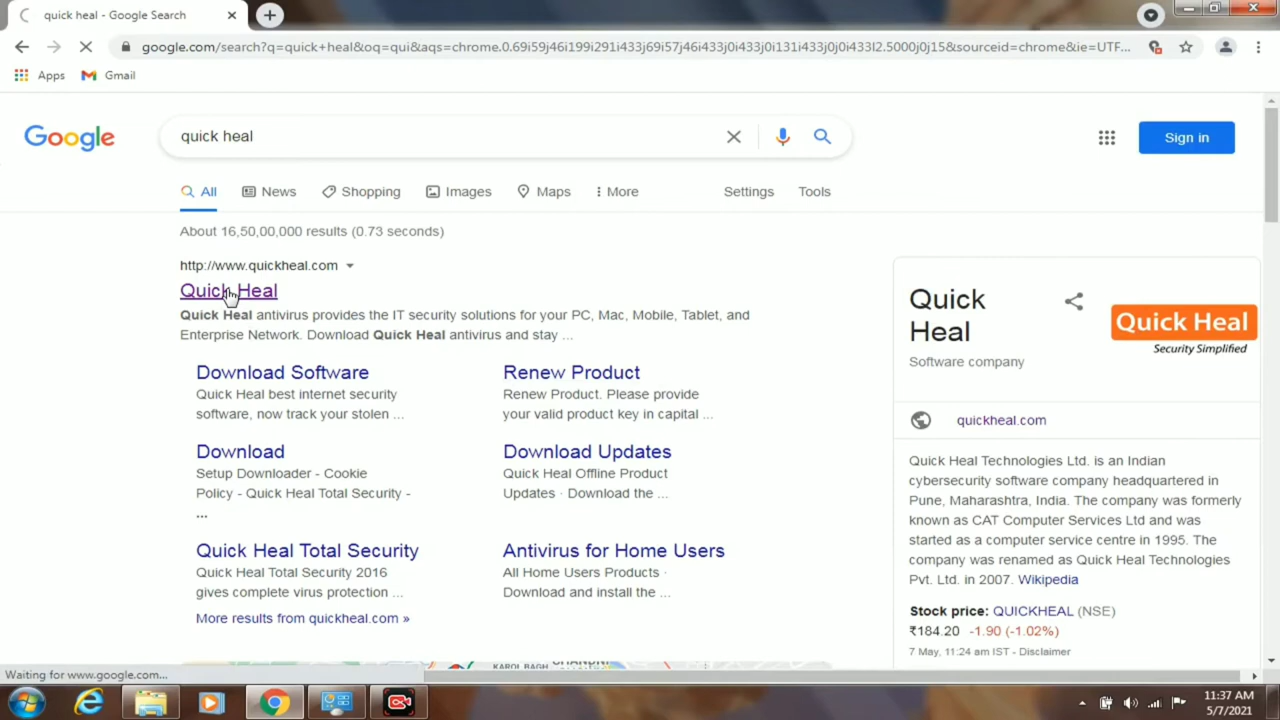 quick heal - Google Search
google.com/search?q=quick+heal&oq=qui&aqs=chrome.0.69i59j46i199i291i433j69i57j46i433j0i433j0i131i433j0j0i433l2.5000j0j15&sourceid=chrome&ie=UTF...
Apps
Gmail
Google
quick heal
Sign in
All
News
Shopping
Images
Maps
More
Settings
Tools
About 16,50,00,000 results (0.73 seconds)
http://www.quickheal.com
Quick Heal
Quick Heal antivirus provides the IT security solutions for your PC, Mac, Mobile, Tablet, and
Enterprise Network. Download Quick Heal antivirus and stay ...
Download Software
Quick Heal best internet security
software, now track your stolen ...
Renew Product
Renew Product. Please provide
your valid product key in capital ...
Download
Setup Downloader - Cookie
Policy - Quick Heal Total Security -
...
Download Updates
Quick Heal Offline Product
Updates · Download the ...
Quick Heal Total Security
Quick Heal Total Security 2016
gives complete virus protection ...
Antivirus for Home Users
All Home Users Products ·
Download and install the ...
More results from quickheal.com »
Quick
Heal
Software company
Quick Heal
Security Simplified
quickheal.com
Quick Heal Technologies Ltd. is an Indian
cybersecurity software company headquartered in
Pune, Maharashtra, India. The company was formerly
known as CAT Computer Services Ltd and was
started as a computer service centre in 1995. The
company was renamed as Quick Heal Technologies
Pvt. Ltd. in 2007. Wikipedia
Stock price: QUICKHEAL (NSE)
₹184.20 -1.90 (-1.02%)
7 May, 11:24 am IST - Disclaimer
KAROL BAGH
Waiting for www.google.com...
11:37 AM
5/7/2021